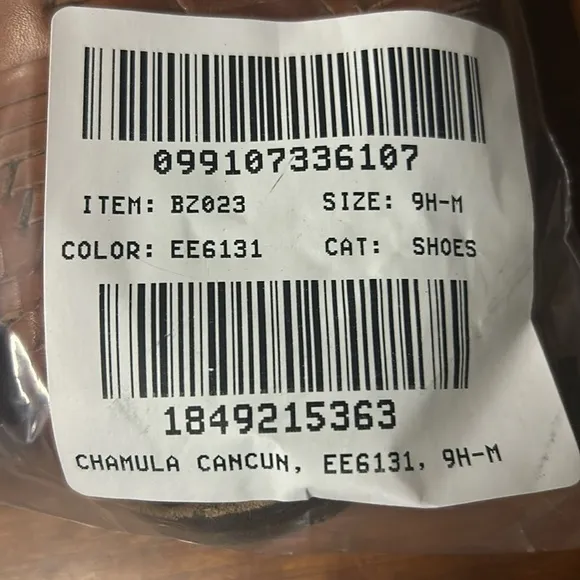 099107336107
ITEM: BZ023 SIZE: 9H-M
COLOR: EE6131 CAT: SHOES
1849215363
CHAMULA CANCUN, EE6131, 9H-M